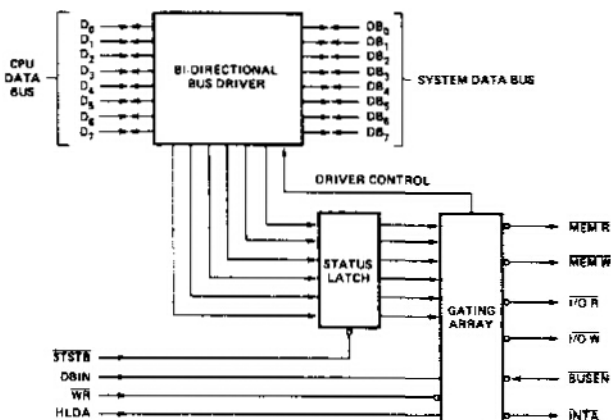 CPU
DATA
BUS
D0
D1
D2
D3
D4
D5
D6
D7
BI-DIRECTIONAL
BUS DRIVER
DB0
DB1
DB2
DB3
DB4
DB5
DB6
DB7
SYSTEM DATA BUS
DRIVER CONTROL
STATUS
LATCH
GATING
ARRAY
MEM R
MEM W
I/O R
I/O W
BUSEN
INTA
STSTB
DBIN
WR
HLDA